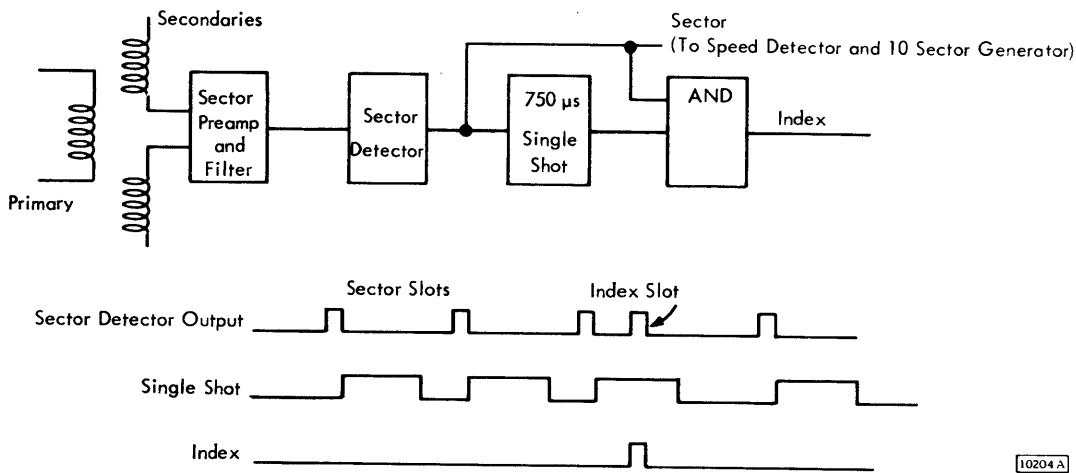 Secondaries
Sector
(To Speed Detector and 10 Sector Generator)
Sector
Preamp
and
Filter
Sector
Detector
750 μs
Single
Shot
AND
Index
Primary
Sector Slots
Index Slot
Sector Detector Output
Single Shot
Index
10204 A